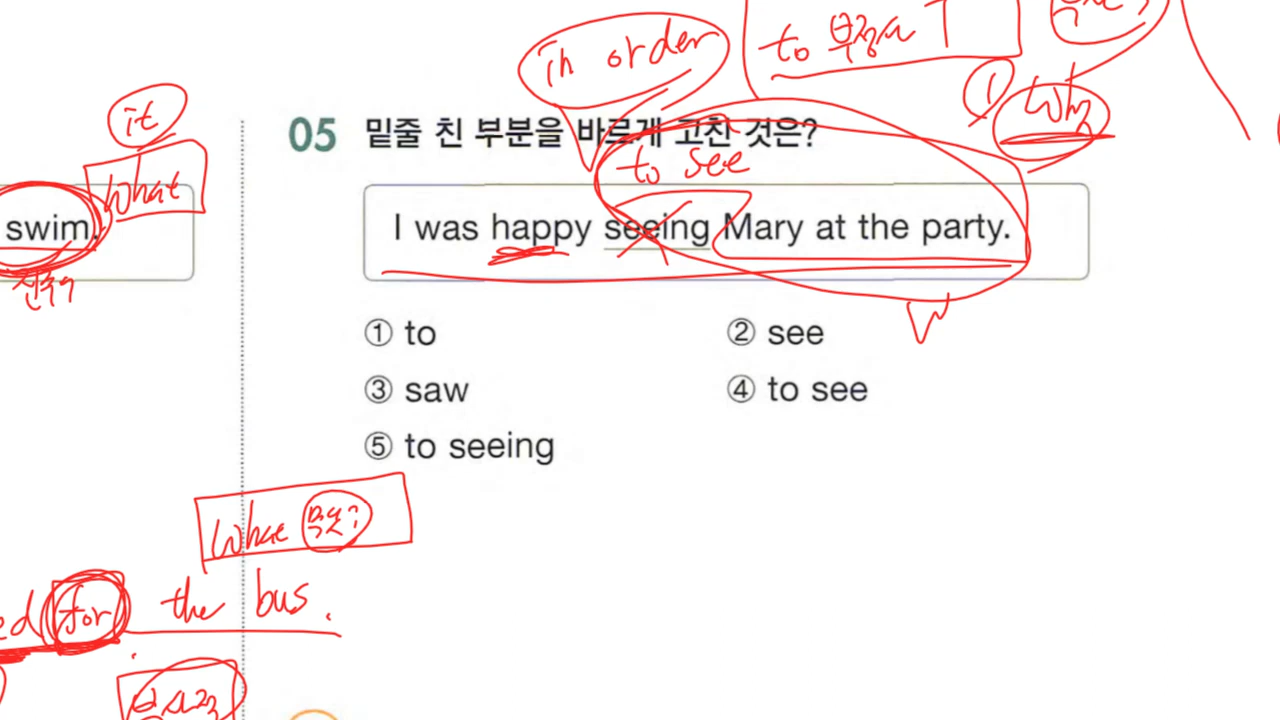 in order
to 부정사
① Why
it
What
05 밑줄 친 부분을 바르게 고친 것은?
to see
swim.
I was happy seeing Mary at the party.
① to
② see
③ saw
④ to see
⑤ to seeing
What 무엇?
ed for the bus.